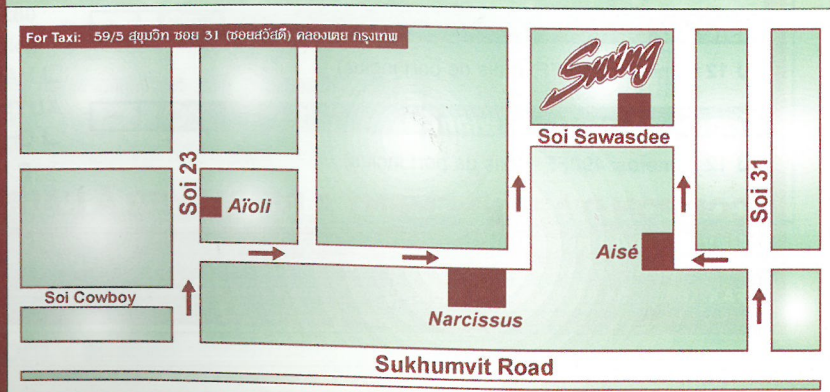 For Taxi: 59/5 สุขุมวิท ซอย 31 (ซอยสวัสดี) คลองเตย กรุงเทพ
Swing
Soi Sawasdee
Soi 23
Soi 31
Aïoli
Aisé
Soi Cowboy
Narcissus
Sukhumvit Road